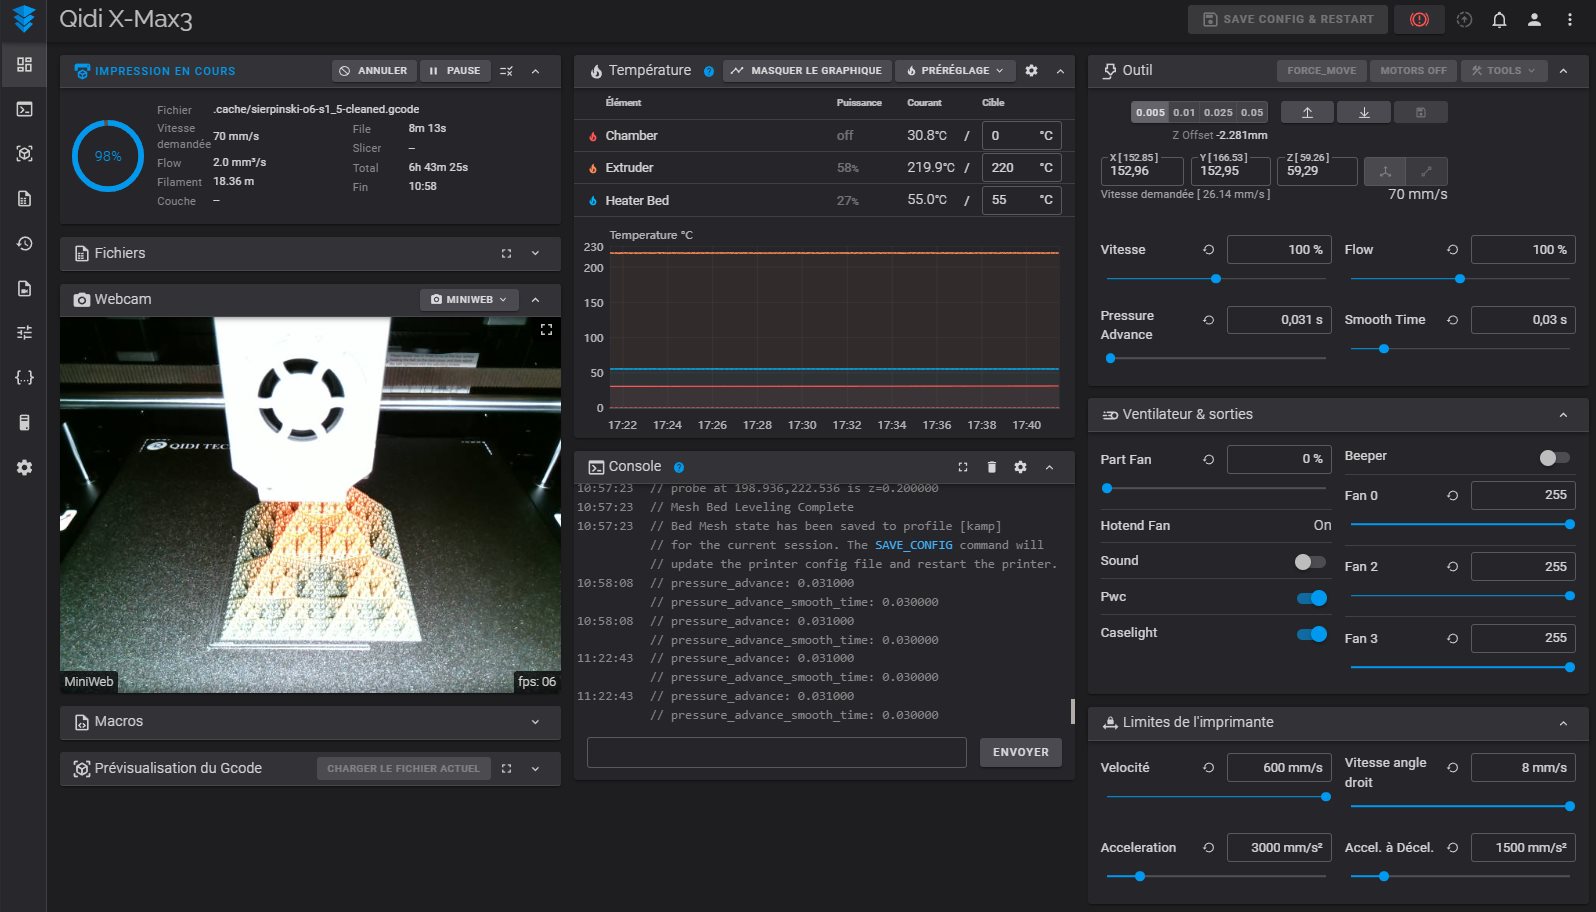 Qidi X-Max3
SAVE CONFIG & RESTART
IMPRESSION EN COURS
ANNULER
PAUSE
98%
Fichier .cache/sierpinski-o6-s1_5-cleaned.gcode
Vitesse demandée 70 mm/s
Flow 2.0 mm³/s
Filament 18.36 m
Couche –
File 8m 13s
Slicer –
Total 6h 43m 25s
Fin 10:58
Fichiers
Webcam
MINIWEB
QIDI TECH
MiniWeb
fps: 06
Macros
Prévisualisation du Gcode
CHARGER LE FICHIER ACTUEL
Température
MASQUER LE GRAPHIQUE
PRÉRÉGLAGE
Élément Puissance Courant Cible
Chamber off 30.8°C / 0 °C
Extruder 58% 219.9°C / 220 °C
Heater Bed 27% 55.0°C / 55 °C
Temperature °C
230
200
150
100
50
0
17:22 17:24 17:26 17:28 17:30 17:32 17:34 17:36 17:38 17:40
Console
10:57:23 // probe at 198.936,222.536 is z=0.200000
10:57:23 // Mesh Bed Leveling Complete
10:57:23 // Bed Mesh state has been saved to profile [kamp]
// for the current session. The SAVE_CONFIG command will
// update the printer config file and restart the printer.
10:58:08 // pressure_advance: 0.031000
// pressure_advance_smooth_time: 0.030000
10:58:08 // pressure_advance: 0.031000
// pressure_advance_smooth_time: 0.030000
11:22:43 // pressure_advance: 0.031000
// pressure_advance_smooth_time: 0.030000
11:22:43 // pressure_advance: 0.031000
// pressure_advance_smooth_time: 0.030000
ENVOYER
Outil
FORCE_MOVE
MOTORS OFF
TOOLS
0.005 0.01 0.025 0.05
Z Offset -2.281mm
X [ 152.85 ] Y [ 166.53 ] Z [ 59.26 ]
152,96 152,95 59,29
Vitesse demandée [ 26.14 mm/s ] 70 mm/s
Vitesse 100 %
Flow 100 %
Pressure Advance 0,031 s
Smooth Time 0,03 s
Ventilateur & sorties
Part Fan 0 %
Hotend Fan On
Sound
Pwc
Caselight
Beeper
Fan 0 255
Fan 2 255
Fan 3 255
Limites de l'imprimante
Velocité 600 mm/s
Vitesse angle droit 8 mm/s
Acceleration 3000 mm/s²
Accel. à Décel. 1500 mm/s²